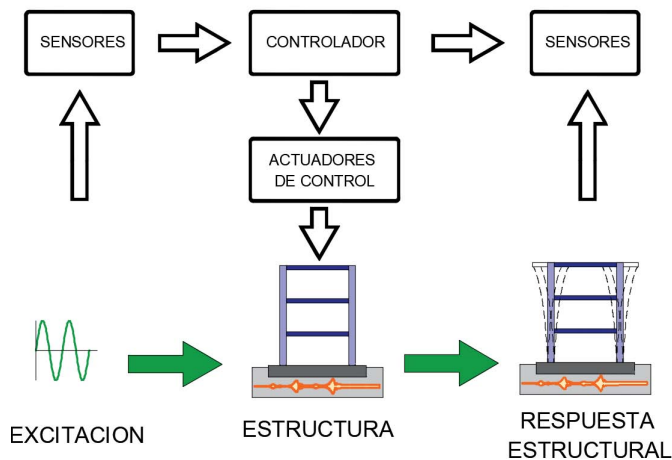 SENSORES
CONTROLADOR
SENSORES
ACTUADORES
DE CONTROL
EXCITACION
ESTRUCTURA
RESPUESTA
ESTRUCTURAL